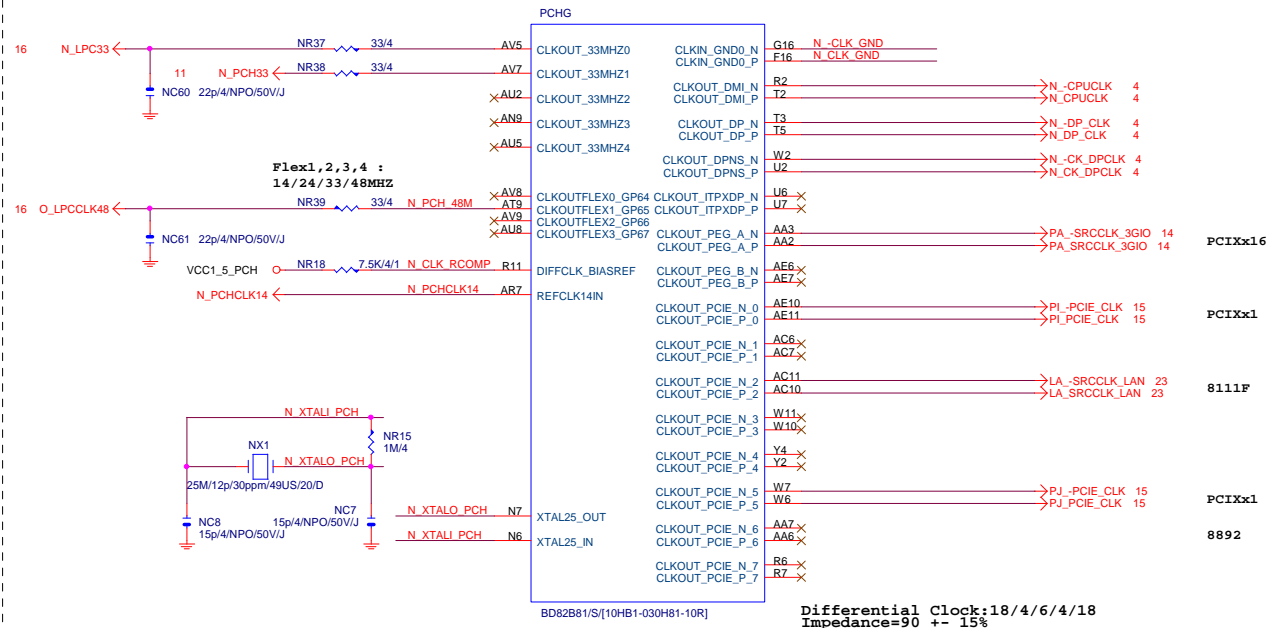 PCHG
16 N_LPC33 NR37 33/4 AV5 CLKOUT_33MHZ0
11 N_PCH33 NR38 33/4 AV7 CLKOUT_33MHZ1
NC60 22p/4/NPO/50V/J
AU2 CLKOUT_33MHZ2
AN9 CLKOUT_33MHZ3
AU5 CLKOUT_33MHZ4
Flex1,2,3,4 :
14/24/33/48MHZ
AV8 CLKOUTFLEX0_GP64
16 O_LPCCLK48 NR39 33/4 N_PCH_48M AT9 CLKOUTFLEX1_GP65
AV9 CLKOUTFLEX2_GP66
AU8 CLKOUTFLEX3_GP67
NC61 22p/4/NPO/50V/J
VCC1_5_PCH NR18 7.5K/4/1 N_CLK_RCOMP R11 DIFFCLK_BIASREF
N_PCHCLK14 N_PCHCLK14 AR7 REFCLK14IN
N_XTALI_PCH
NR15
1M/4
NX1
N_XTALO_PCH
25M/12p/30ppm/49US/20/D
NC8
15p/4/NPO/50V/J
NC7
15p/4/NPO/50V/J
N_XTALO_PCH N7 XTAL25_OUT
N_XTALI_PCH N6 XTAL25_IN
CLKIN_GND0_N G16 N_-CLK_GND
CLKIN_GND0_P F16 N_CLK_GND
CLKOUT_DMI_N R2 N_-CPUCLK 4
CLKOUT_DMI_P T2 N_CPUCLK 4
CLKOUT_DP_N T3 N_-DP_CLK 4
CLKOUT_DP_P T5 N_DP_CLK 4
CLKOUT_DPNS_N W2 N_-CK_DPCLK 4
CLKOUT_DPNS_P U2 N_CK_DPCLK 4
CLKOUT_ITPXDP_N U6
CLKOUT_ITPXDP_P U7
CLKOUT_PEG_A_N AA3 PA_-SRCCLK_3GIO 14
CLKOUT_PEG_A_P AA2 PA_SRCCLK_3GIO 14
PCIXx16
CLKOUT_PEG_B_N AE6
CLKOUT_PEG_B_P AE7
CLKOUT_PCIE_N_0 AE10 PI_-PCIE_CLK 15
CLKOUT_PCIE_P_0 AE11 PI_PCIE_CLK 15
PCIXx1
CLKOUT_PCIE_N_1 AC6
CLKOUT_PCIE_P_1 AC7
CLKOUT_PCIE_N_2 AC11 LA_-SRCCLK_LAN 23
CLKOUT_PCIE_P_2 AC10 LA_SRCCLK_LAN 23
8111F
CLKOUT_PCIE_N_3 W11
CLKOUT_PCIE_P_3 W10
CLKOUT_PCIE_N_4 Y4
CLKOUT_PCIE_P_4 Y2
CLKOUT_PCIE_N_5 W7 PJ_-PCIE_CLK 15
CLKOUT_PCIE_P_5 W6 PJ_PCIE_CLK 15
PCIXx1
CLKOUT_PCIE_N_6 AA7
CLKOUT_PCIE_P_6 AA6
8892
CLKOUT_PCIE_N_7 R6
CLKOUT_PCIE_P_7 R7
BD82B81/S/[10HB1-030H81-10R]
Differential Clock:18/4/6/4/18
Impedance=90 +- 15%